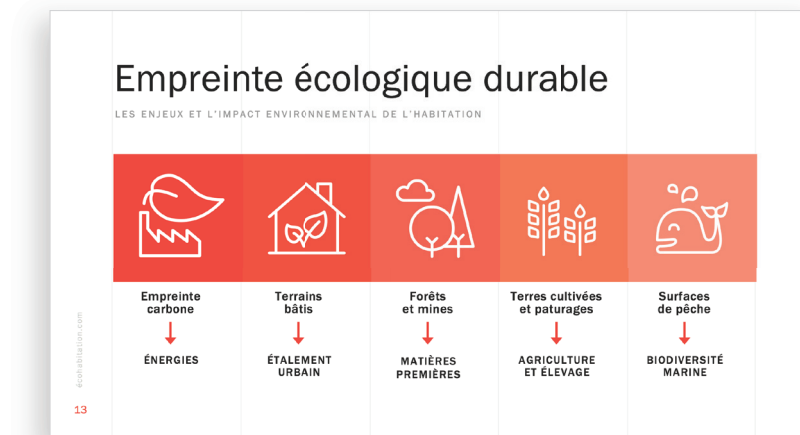 Empreinte écologique durable
LES ENJEUX ET L'IMPACT ENVIRONNEMENTAL DE L'HABITATION
Empreinte
carbone
ÉNERGIES
Terrains
bâtis
ÉTALEMENT
URBAIN
Forêts
et mines
MATIÈRES
PREMIÈRES
Terres cultivées
et paturages
AGRICULTURE
ET ÉLEVAGE
Surfaces
de pêche
BIODIVERSITÉ
MARINE
écohabitation.com
13